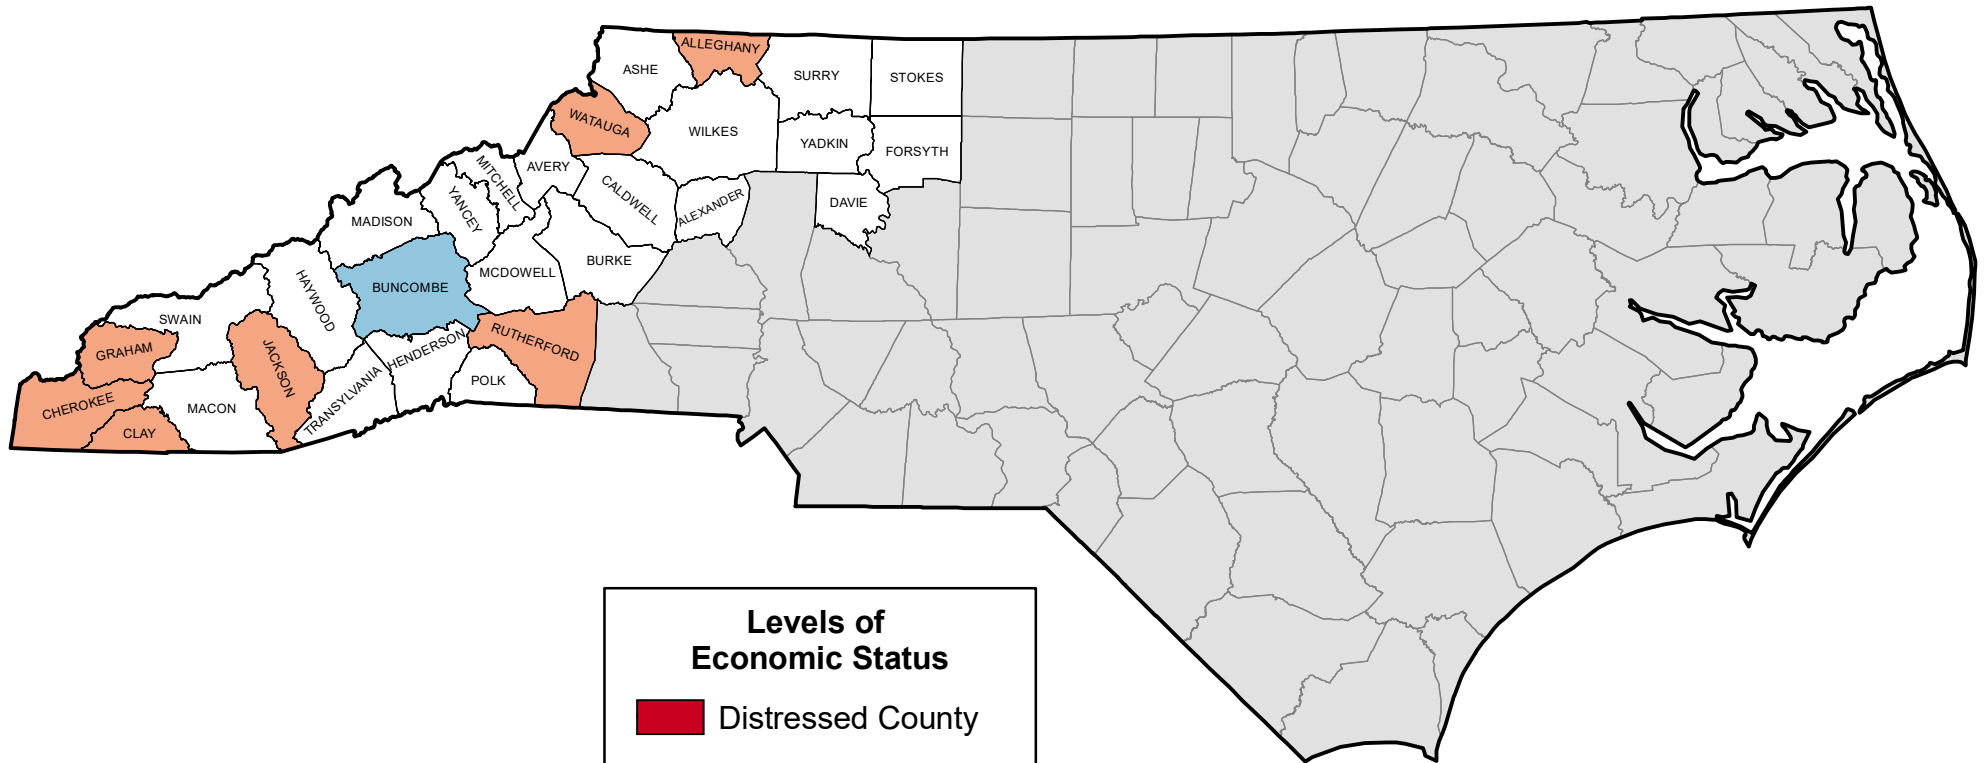 ALLEGHANY
ASHE
SURRY
STOKES
WATAUGA
WILKES
YADKIN
FORSYTH
MITCHELL
AVERY
YANCEY
CALDWELL
ALEXANDER
DAVIE
MADISON
BUNCOMBE
MCDOWELL
BURKE
HAYWOOD
SWAIN
GRAHAM
JACKSON
HENDERSON
RUTHERFORD
TRANSYLVANIA
POLK
CHEROKEE
MACON
CLAY
Levels of
Economic Status
Distressed County